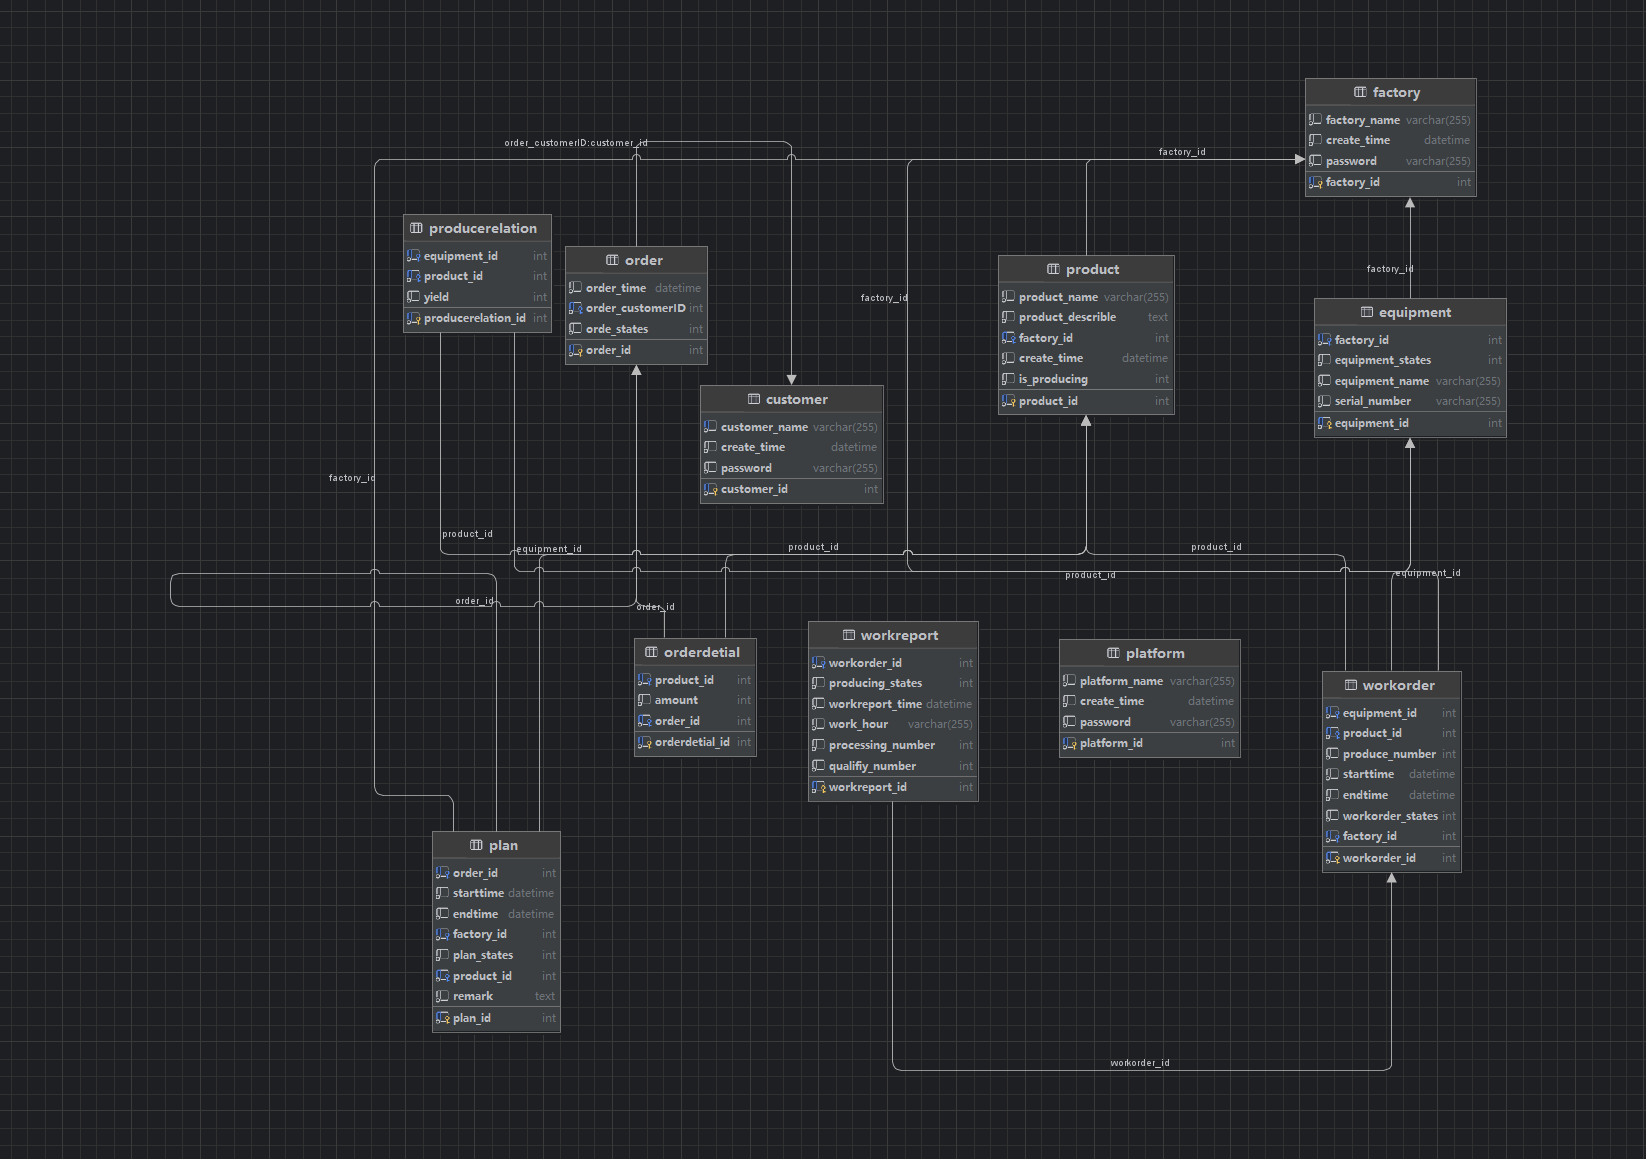 factory
factory_name varchar(255)
create_time datetime
password varchar(255)
factory_id int
order_customerID:customer_id
factory_id
producerelation
equipment_id int
product_id int
yield int
producerelation_id int
order
order_time datetime
order_customerID int
orde_states int
order_id int
product
product_name varchar(255)
product_describle text
factory_id int
create_time datetime
is_producing int
product_id int
factory_id
factory_id
equipment
factory_id int
equipment_states int
equipment_name varchar(255)
serial_number varchar(255)
equipment_id int
customer
customer_name varchar(255)
create_time datetime
password varchar(255)
customer_id int
factory_id
product_id
equipment_id
product_id
product_id
product_id
equipment_id
order_id
order_id
orderdetial
product_id int
amount int
order_id int
orderdetial_id int
workreport
workorder_id int
producing_states int
workreport_time datetime
work_hour varchar(255)
processing_number int
qualifiy_number int
workreport_id int
platform
platform_name varchar(255)
create_time datetime
password varchar(255)
platform_id int
workorder
equipment_id int
product_id int
produce_number int
starttime datetime
endtime datetime
workorder_states int
factory_id int
workorder_id int
plan
order_id int
starttime datetime
endtime datetime
factory_id int
plan_states int
product_id int
remark text
plan_id int
workorder_id